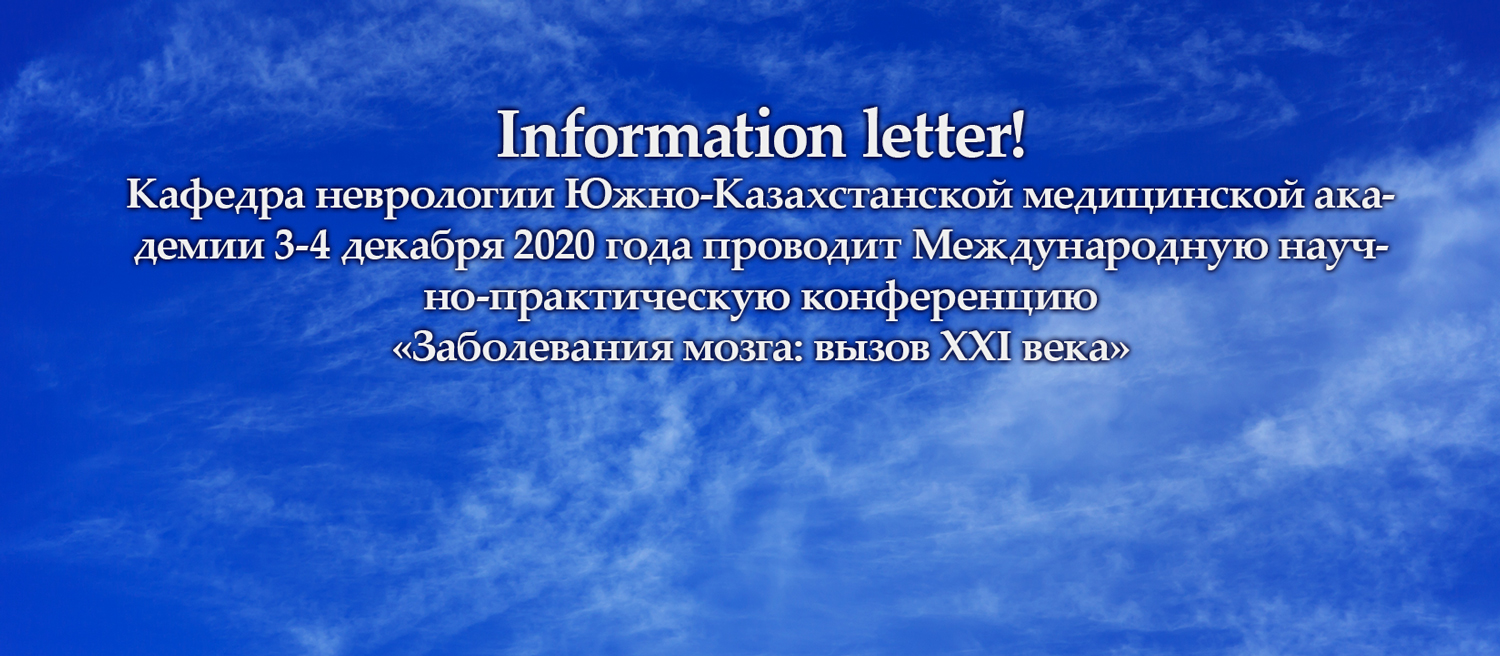 Information letter!
Кафедра неврологии Южно-Казахстанской медицинской ака-
демии 3-4 декабря 2020 года проводит Международную науч-
но-практическую конференцию
«Заболевания мозга: вызов XXI века»